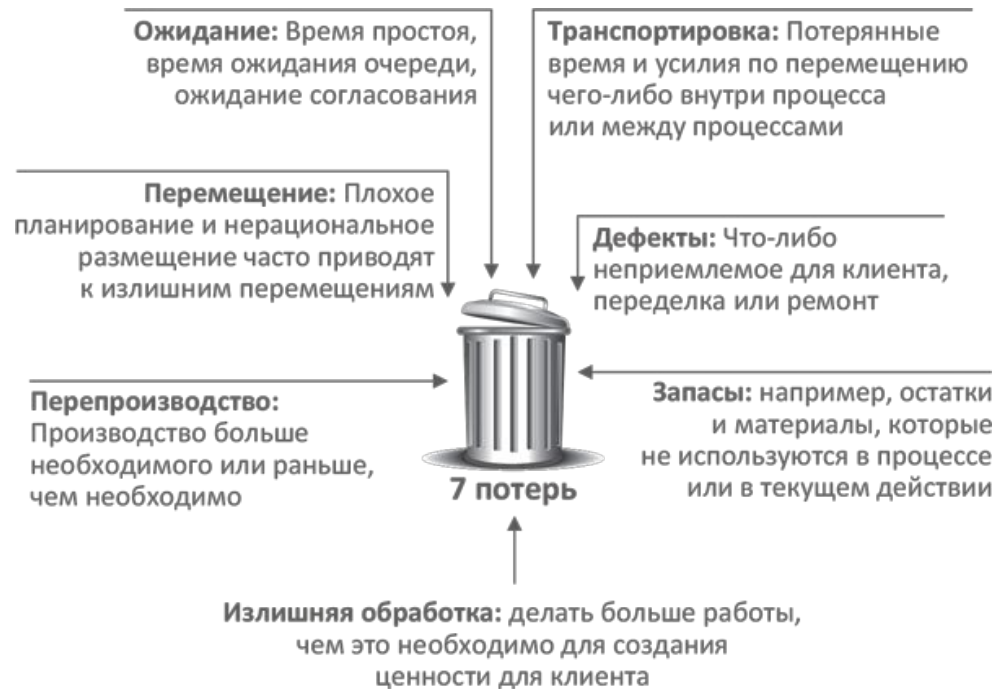 Ожидание: Время простоя,
время ожидания очереди,
ожидание согласования
Транспортировка: Потерянные
время и усилия по перемещению
чего-либо внутри процесса
или между процессами
Перемещение: Плохое
планирование и нерациональное
размещение часто приводят
к излишним перемещениям
Дефекты: Что-либо
неприемлемое для клиента,
переделка или ремонт
Перепроизводство:
Производство больше
необходимого или раньше,
чем необходимо
Запасы: например, остатки
и материалы, которые
не используются в процессе
или в текущем действии
7 потерь
Излишняя обработка: делать больше работы,
чем это необходимо для создания
ценности для клиента